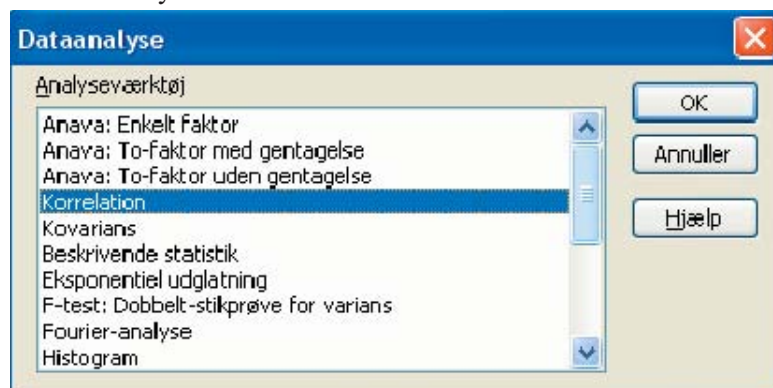 Dataanalyse
Analyseværktøj
Anava: Enkelt faktor
Anava: To-faktor med gentagelse
Anava: To-faktor uden gentagelse
Korrelation
Kovarians
Beskrivende statistik
Eksponentiel udglatning
F-test: Dobbelt-stikprøve for varians
Fourier-analyse
Histogram
OK
Annuller
Hjælp